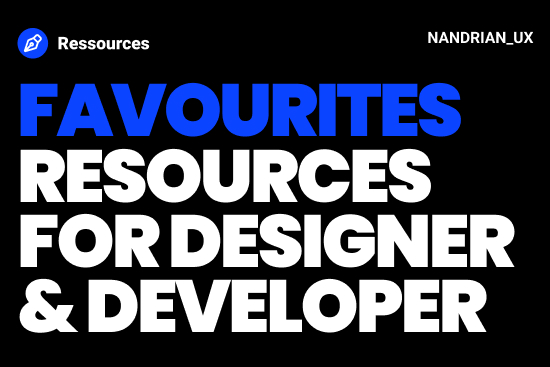 Ressources
NANDRIAN_UX
FAVOURITES
RESOURCES
FOR DESIGNER
& DEVELOPER